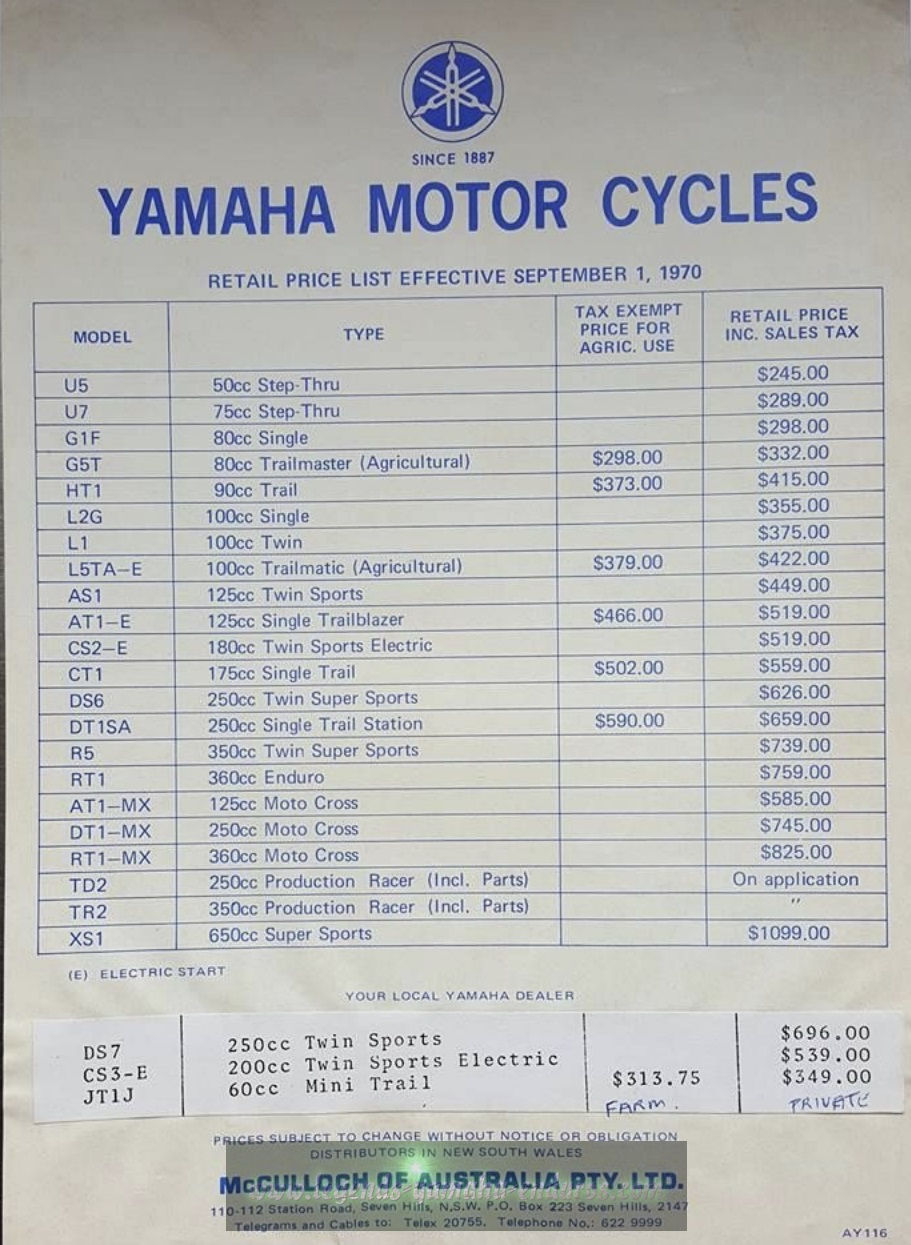 SINCE 1887
YAMAHA MOTOR CYCLES
RETAIL PRICE LIST EFFECTIVE SEPTEMBER 1, 1970
MODEL TYPE TAX EXEMPT PRICE FOR AGRIC. USE RETAIL PRICE INC. SALES TAX
U5 50cc Step-Thru $245.00
U7 75cc Step-Thru $289.00
G1F 80cc Single $298.00
G5T 80cc Trailmaster (Agricultural) $298.00 $332.00
HT1 90cc Trail $373.00 $415.00
L2G 100cc Single $355.00
L1 100cc Twin $375.00
L5TA—E 100cc Trailmatic (Agricultural) $379.00 $422.00
AS1 125cc Twin Sports $449.00
AT1—E 125cc Single Trailblazer $466.00 $519.00
CS2—E 180cc Twin Sports Electric $519.00
CT1 175cc Single Trail $502.00 $559.00
DS6 250cc Twin Super Sports $626.00
DT1SA 250cc Single Trail Station $590.00 $659.00
R5 350cc Twin Super Sports $739.00
RT1 360cc Enduro $759.00
AT1—MX 125cc Moto Cross $585.00
DT1—MX 250cc Moto Cross $745.00
RT1—MX 360cc Moto Cross $825.00
TD2 250cc Production Racer (Incl. Parts) On application
TR2 350cc Production Racer (Incl. Parts) "
XS1 650cc Super Sports $1099.00
(E) ELECTRIC START
YOUR LOCAL YAMAHA DEALER
DS7 250cc Twin Sports $696.00
CS3-E 200cc Twin Sports Electric $539.00
JT1J 60cc Mini Trail $313.75 $349.00
FARM. PRIVATE
PRICES SUBJECT TO CHANGE WITHOUT NOTICE OR OBLIGATION
DISTRIBUTORS IN NEW SOUTH WALES
McCULLOCH OF AUSTRALIA PTY. LTD.
110-112 Station Road, Seven Hills, N.S.W. P.O. Box 223 Seven Hills, 2147
Telegrams and Cables to: Telex 20755. Telephone No.: 622 9999
AY116